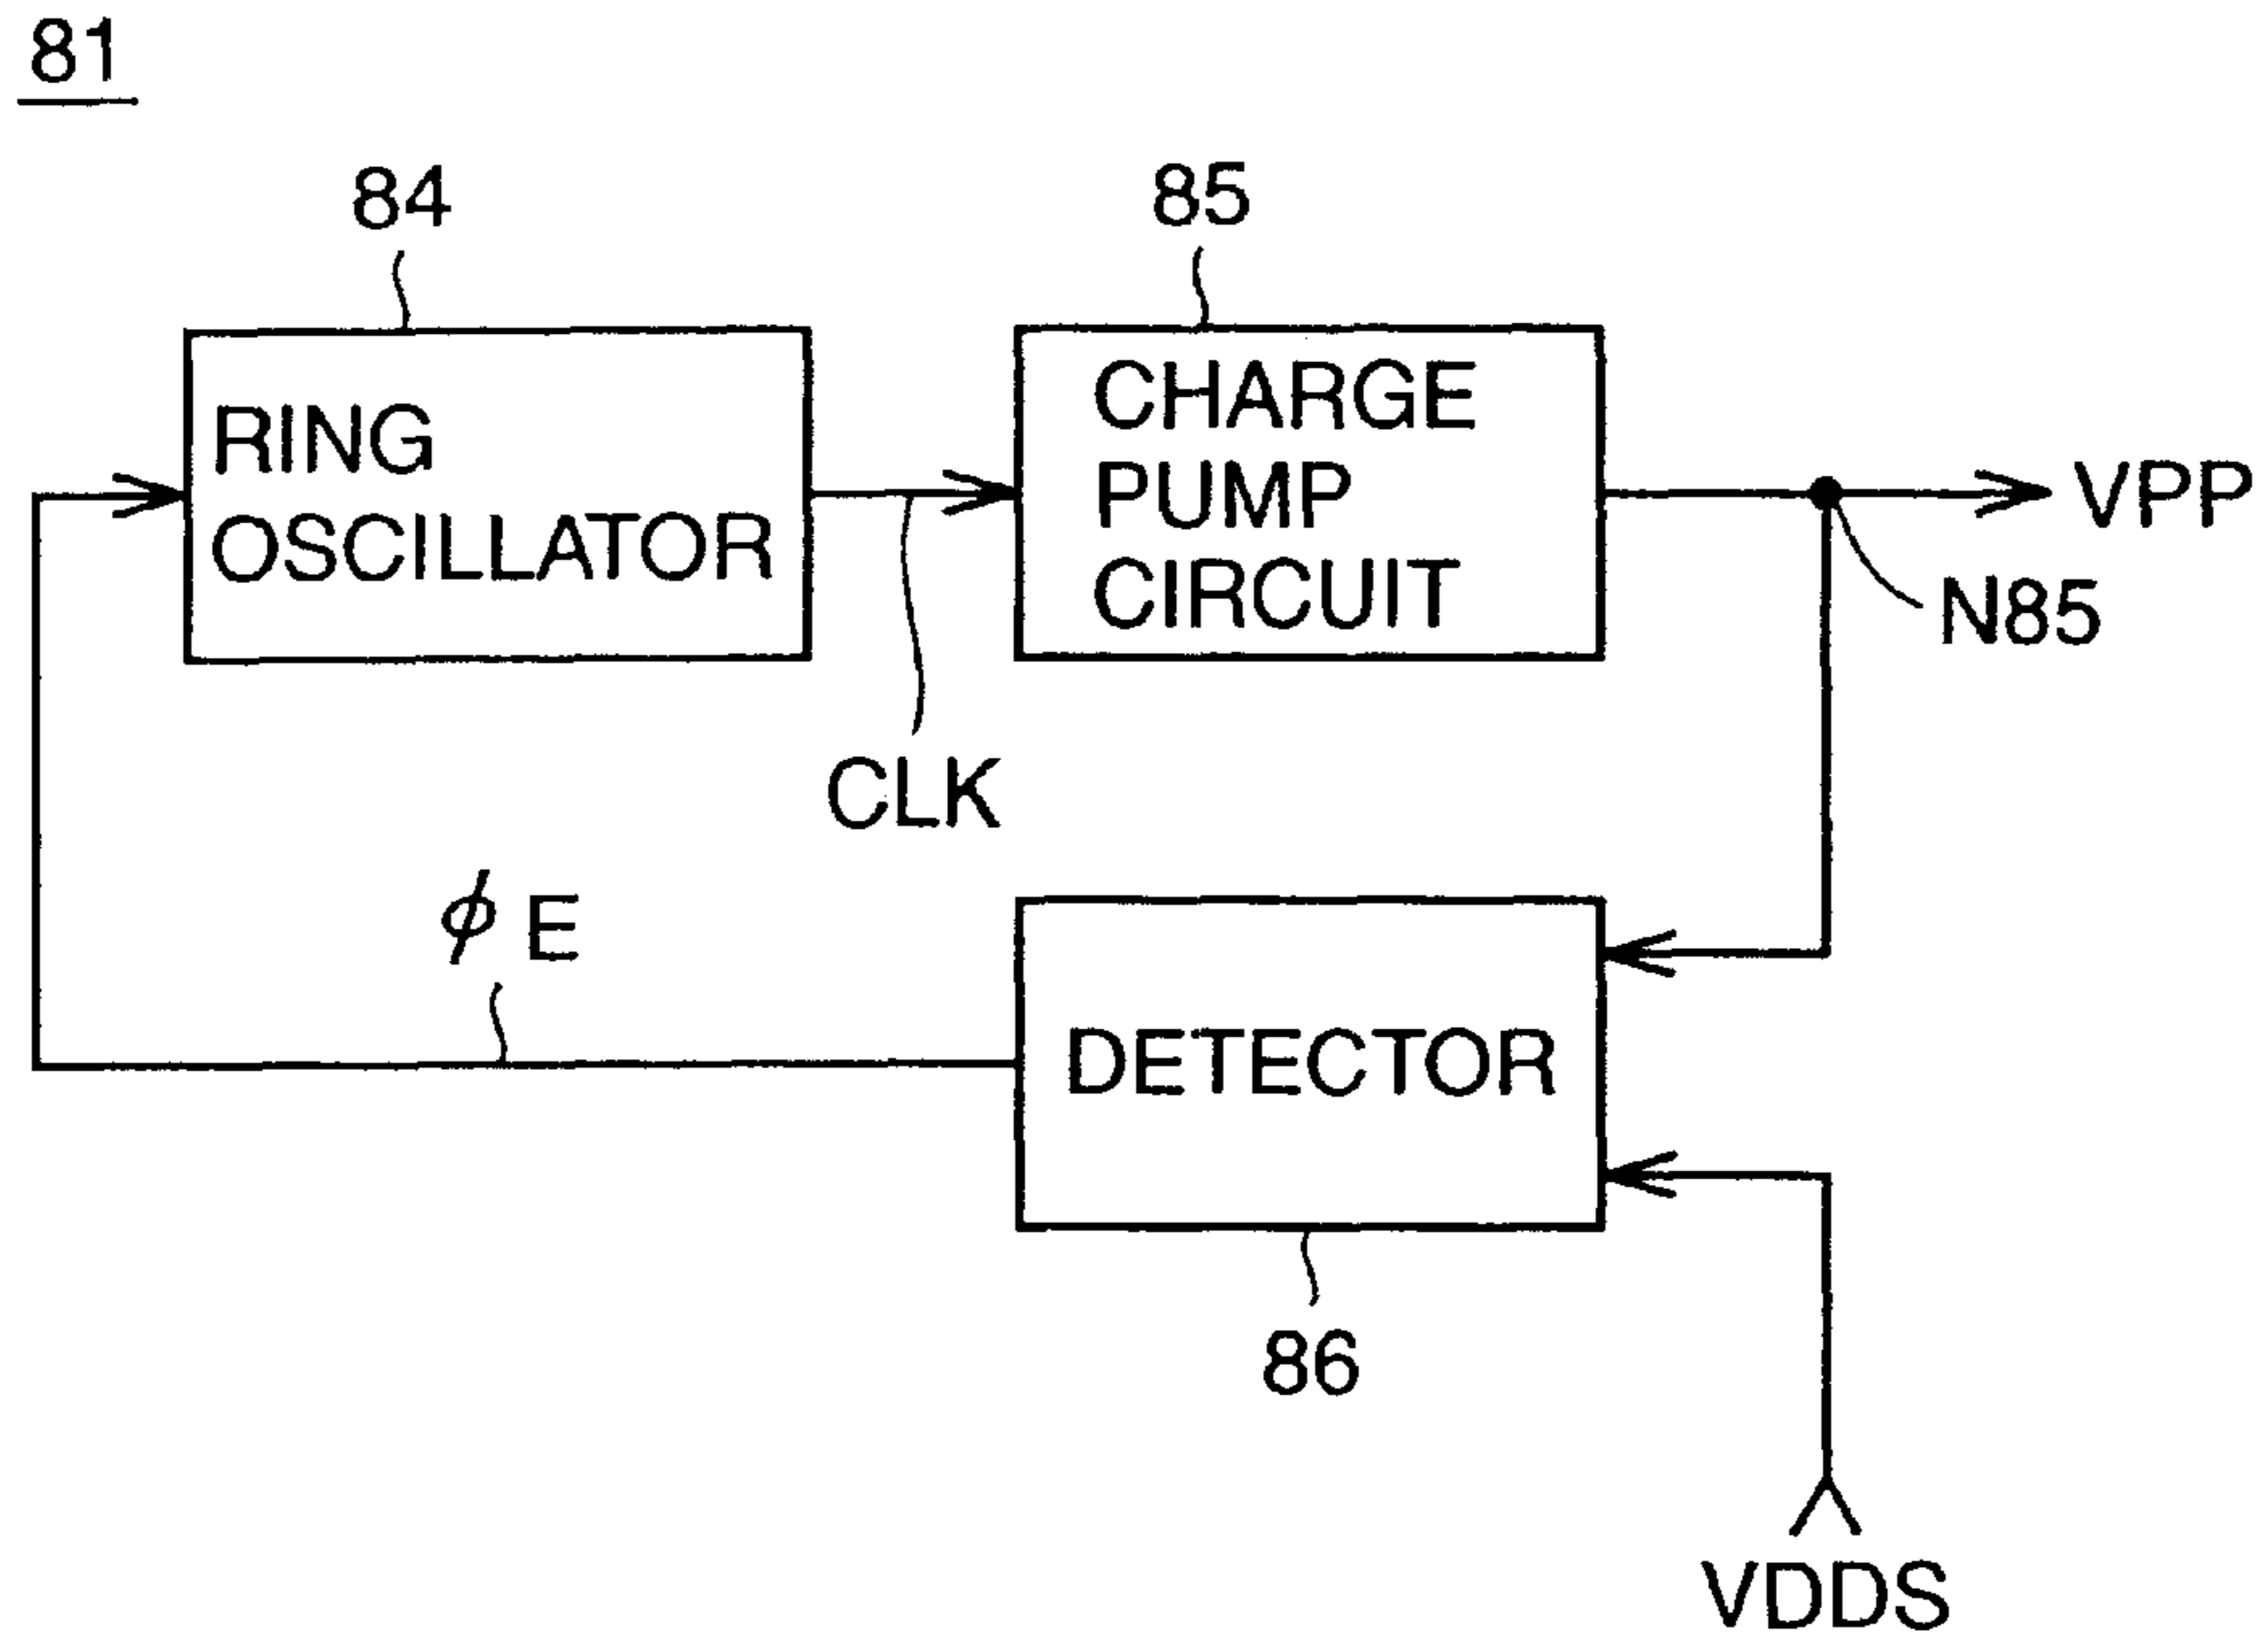 81
84
85
RING
OSCILLATOR
CHARGE
PUMP
CIRCUIT
VPP
N85
CLK
ϕE
DETECTOR
86
VDDS